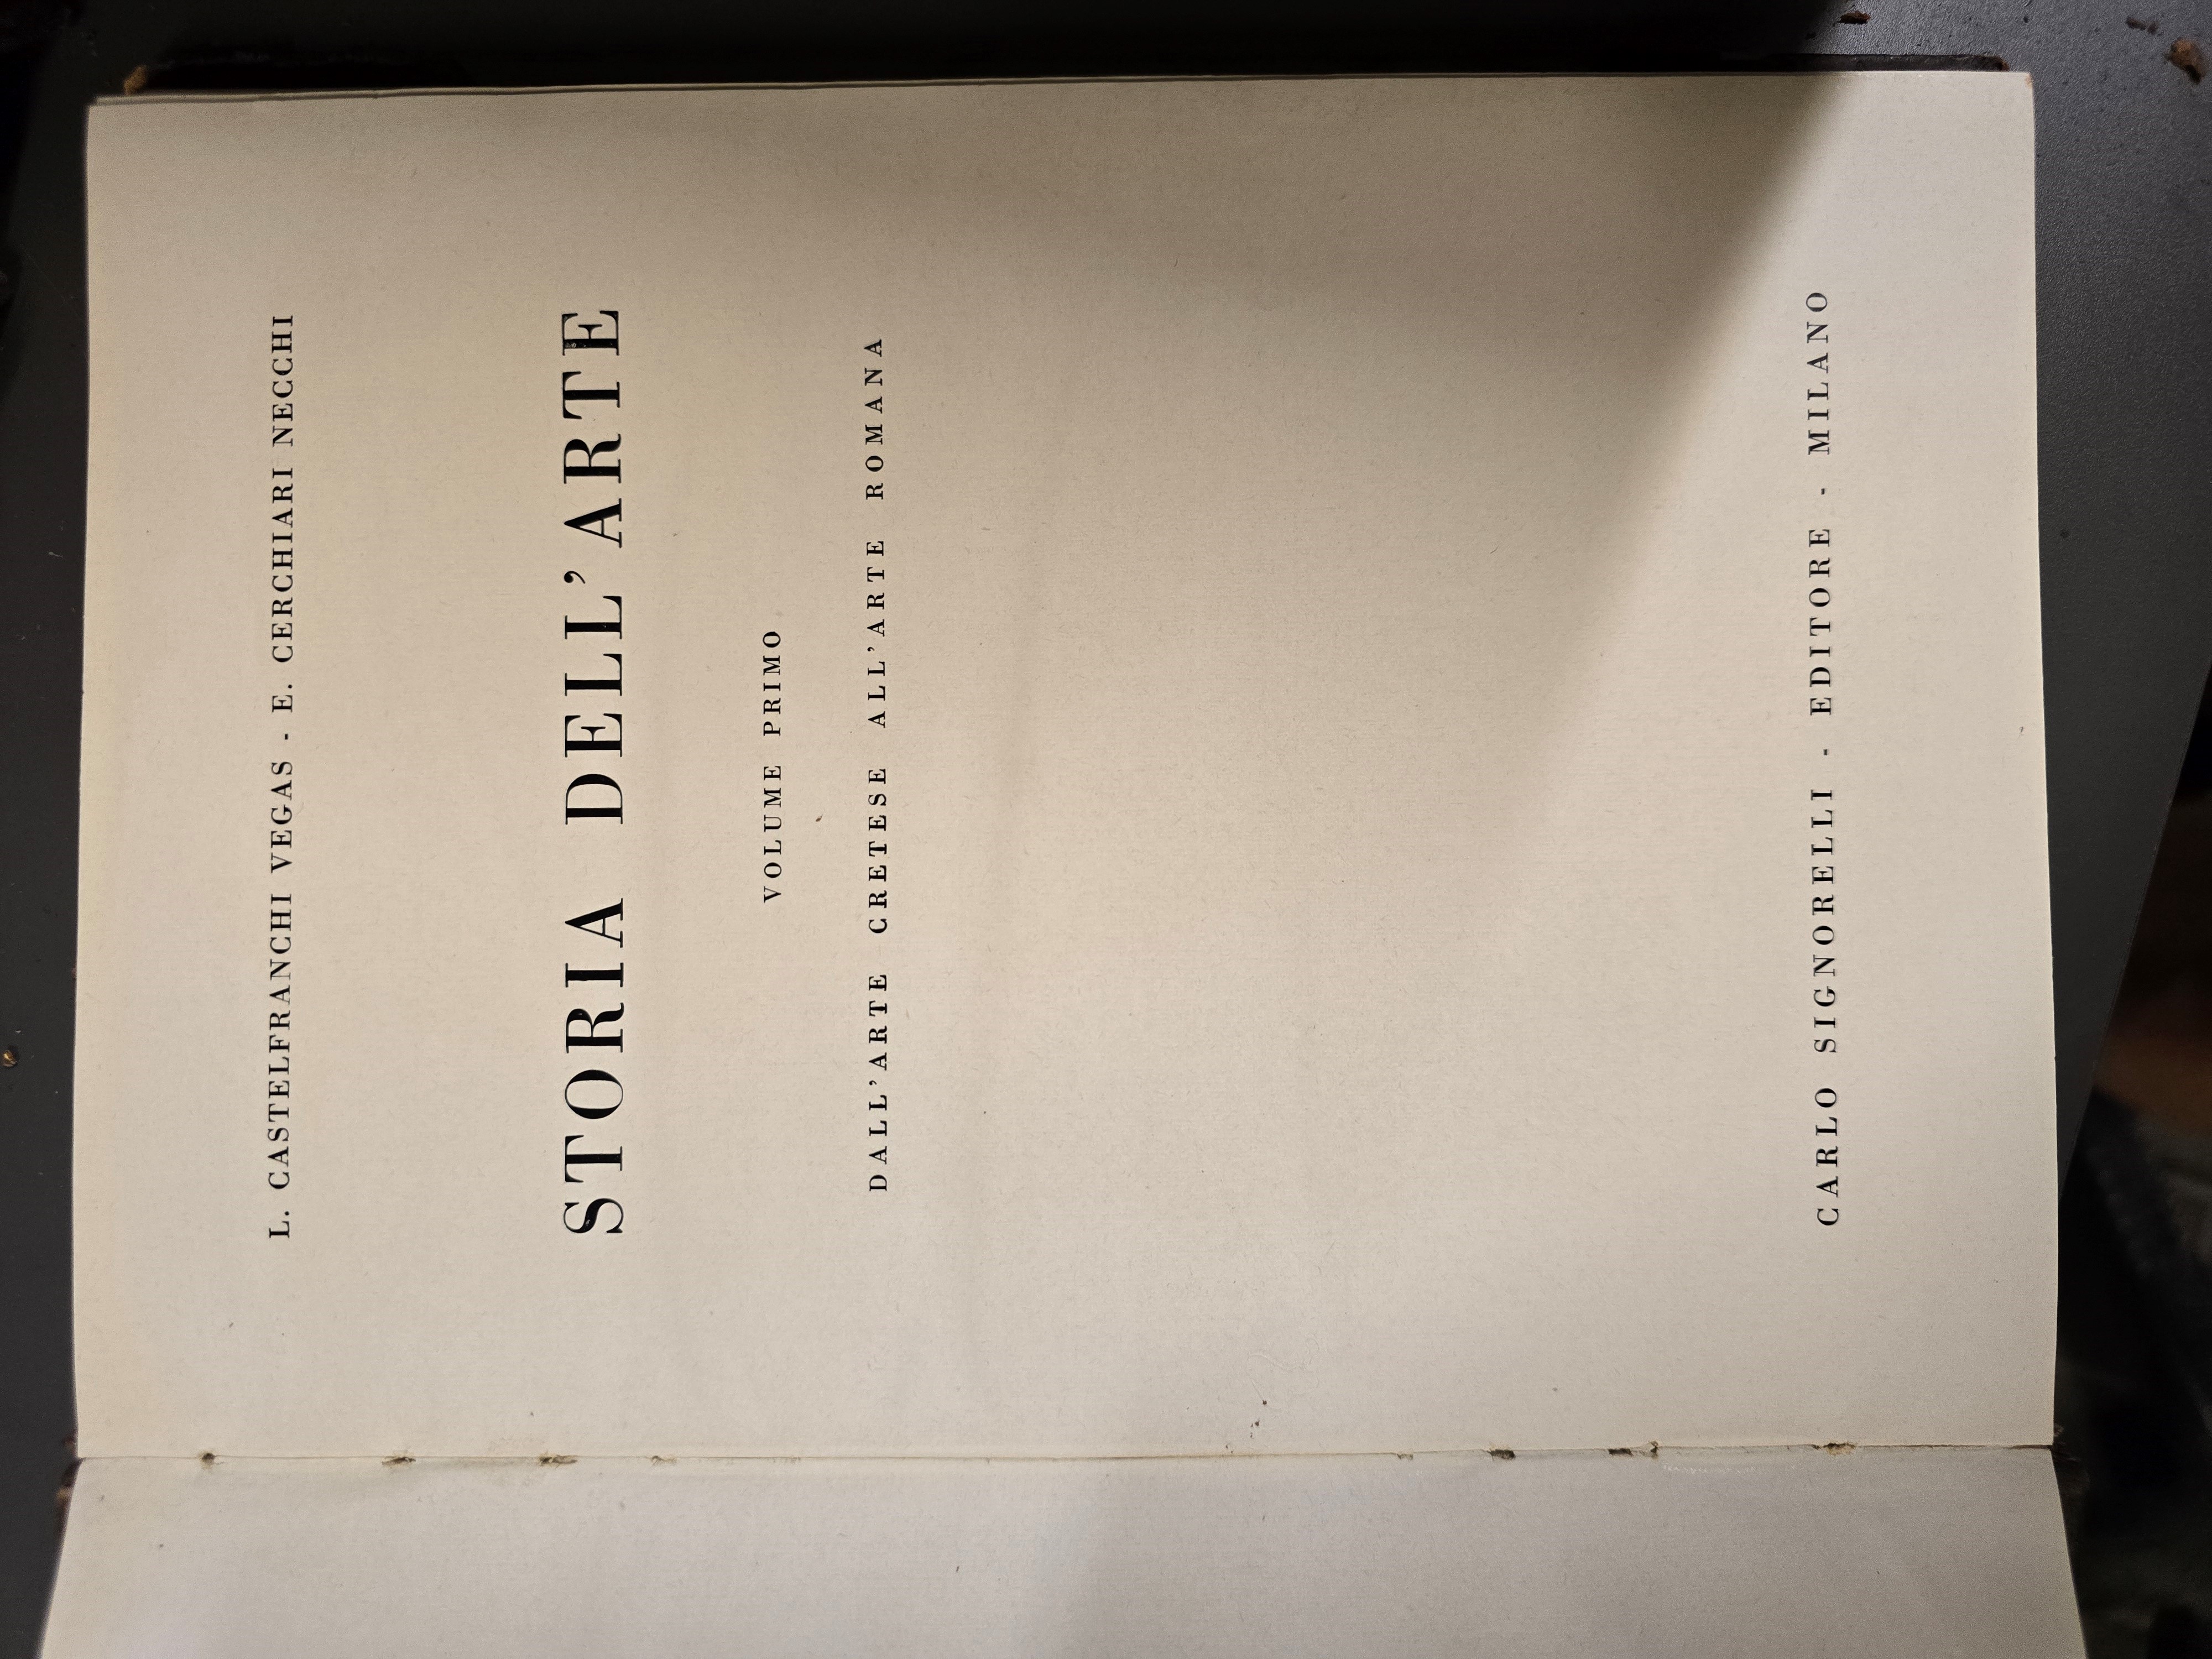 L. CASTELFRANCHI VEGAS - E. CERCHIARI NECCHI
STORIA DELL'ARTE
VOLUME PRIMO
DALL'ARTE CRETESE ALL'ARTE ROMANA
CARLO SIGNORELLI - EDITORE - MILANO